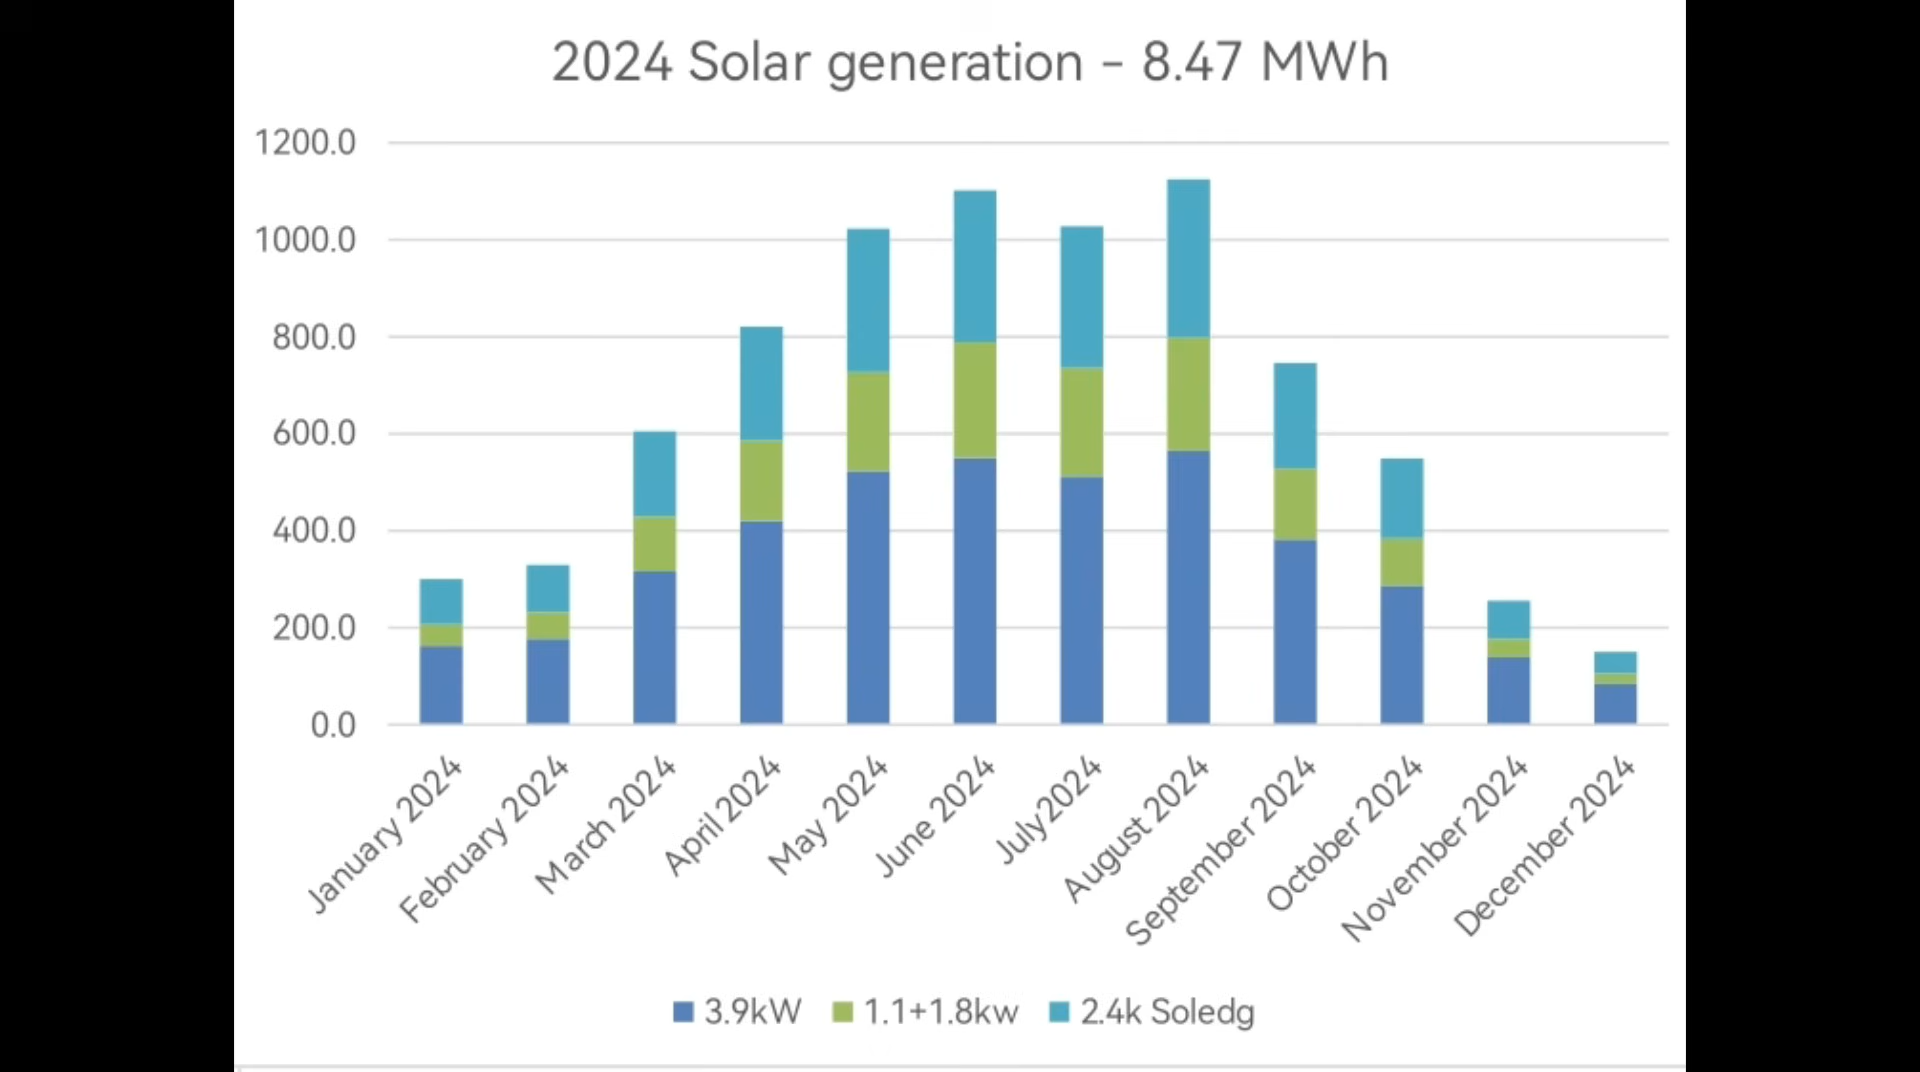 2024 Solar generation - 8.47 MWh
1200.0
1000.0
800.0
600.0
400.0
200.0
0.0
January 2024
February 2024
March 2024
April 2024
May 2024
June 2024
July2024
August 2024
September 2024
October 2024
November 2024
December 2024
3.9kW 1.1+1.8kw 2.4k Soledg